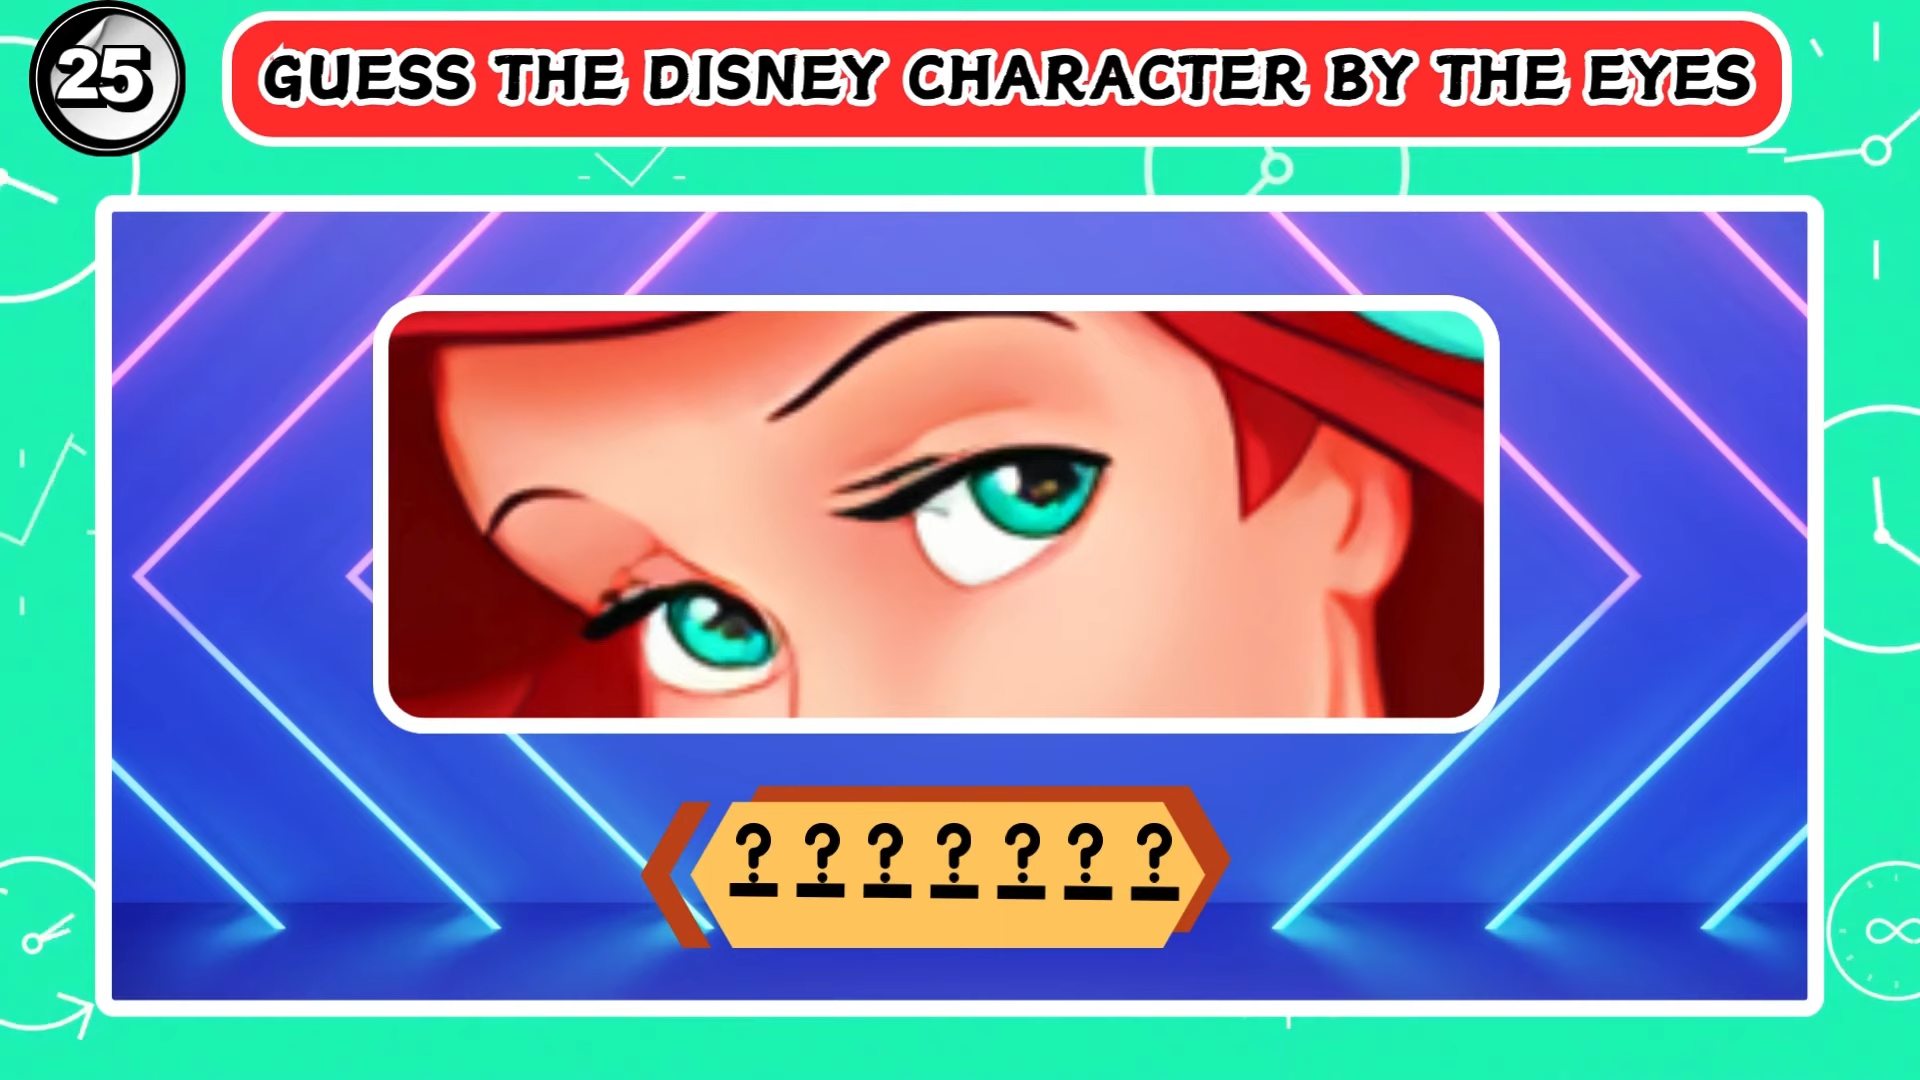 25
GUESS THE DISNEY CHARACTER BY THE EYES
? ? ? ? ? ? ?